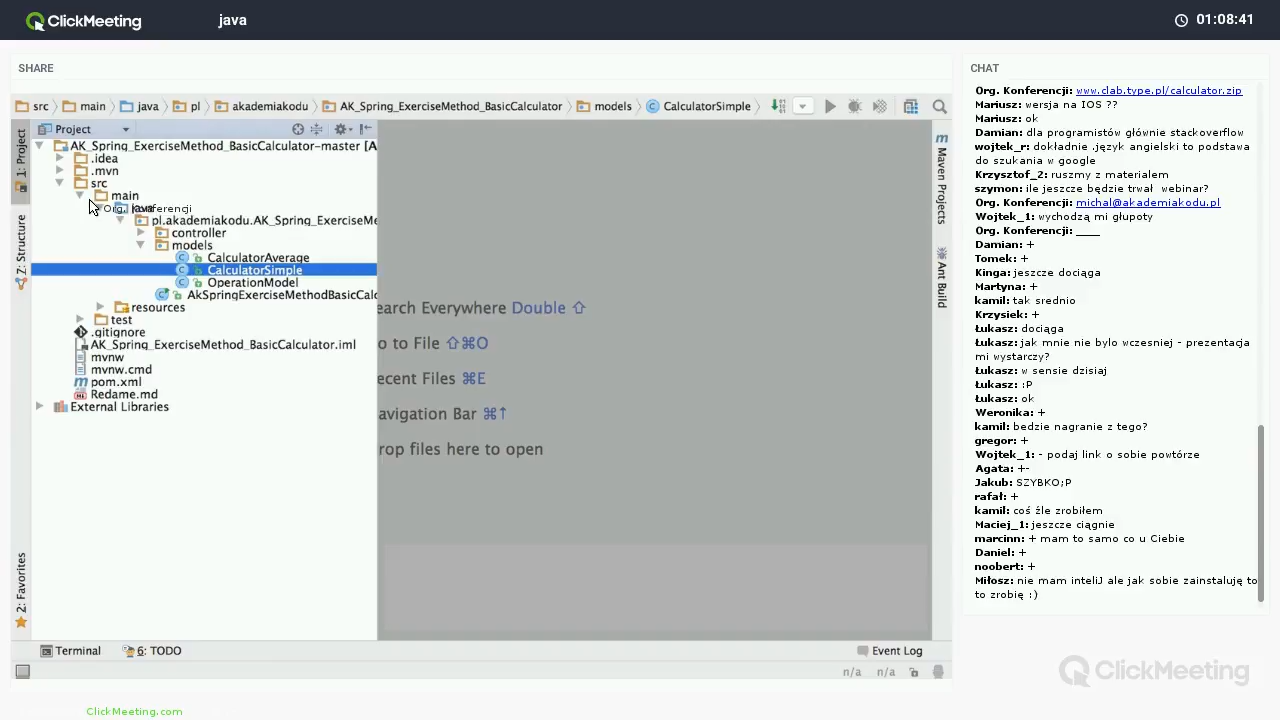 ClickMeeting
java
01:08:41
SHARE
src
main
java
pl
akademiakodu
AK_Spring_ExerciseMethod_BasicCalculator
models
CalculatorSimple
1: Project
Z: Structure
2: Favorites
Project
AK_Spring_ExerciseMethod_BasicCalculator-master [A
.idea
.mvn
src
main
java
Org. Konferencji
pl.akademiakodu.AK_Spring_ExerciseMe
controller
models
CalculatorAverage
CalculatorSimple
OperationModel
AkSpringExerciseMethodBasicCalc
resources
test
.gitignore
AK_Spring_ExerciseMethod_BasicCalculator.iml
mvnw
mvnw.cmd
pom.xml
Redame.md
External Libraries
earch Everywhere Double ⇧
o to File ⇧⌘O
ecent Files ⌘E
avigation Bar ⌘↑
rop files here to open
Maven Projects
Ant Build
Terminal
6: TODO
Event Log
n/a
n/a
CHAT
Org. Konferencji: www.clab.type.pl/calculator.zip
Mariusz: wersja na IOS ??
Mariusz: ok
Damian: dla programistów głównie stackoverflow
wojtek_r: dokładnie .język angielski to podstawa
do szukania w google
Krzysztof_2: ruszmy z materialem
szymon: ile jeszcze będzie trwał webinar?
Org. Konferencji: michal@akademiakodu.pl
Wojtek_1: wychodzą mi głupoty
Org. Konferencji: ____
Damian: +
Tomek: +
Kinga: jeszcze dociąga
Martyna: +
kamil: tak srednio
Krzysiek: +
Łukasz: dociąga
Łukasz: jak mnie nie bylo wczesniej - prezentacja
mi wystarczy?
Łukasz: w sensie dzisiaj
Łukasz: :P
Łukasz: ok
Weronika: +
kamil: bedzie nagranie z tego?
gregor: +
Wojtek_1: - podaj link o sobie powtórze
Agata: +-
Jakub: SZYBKO;P
rafał: +
kamil: coś źle zrobiłem
Maciej_1: jeszcze ciągnie
marcinn: + mam to samo co u Ciebie
Daniel: +
noobert: +
Miłosz: nie mam inteliJ ale jak sobie zainstaluję to
to zrobię :)
ClickMeeting
ClickMeeting.com